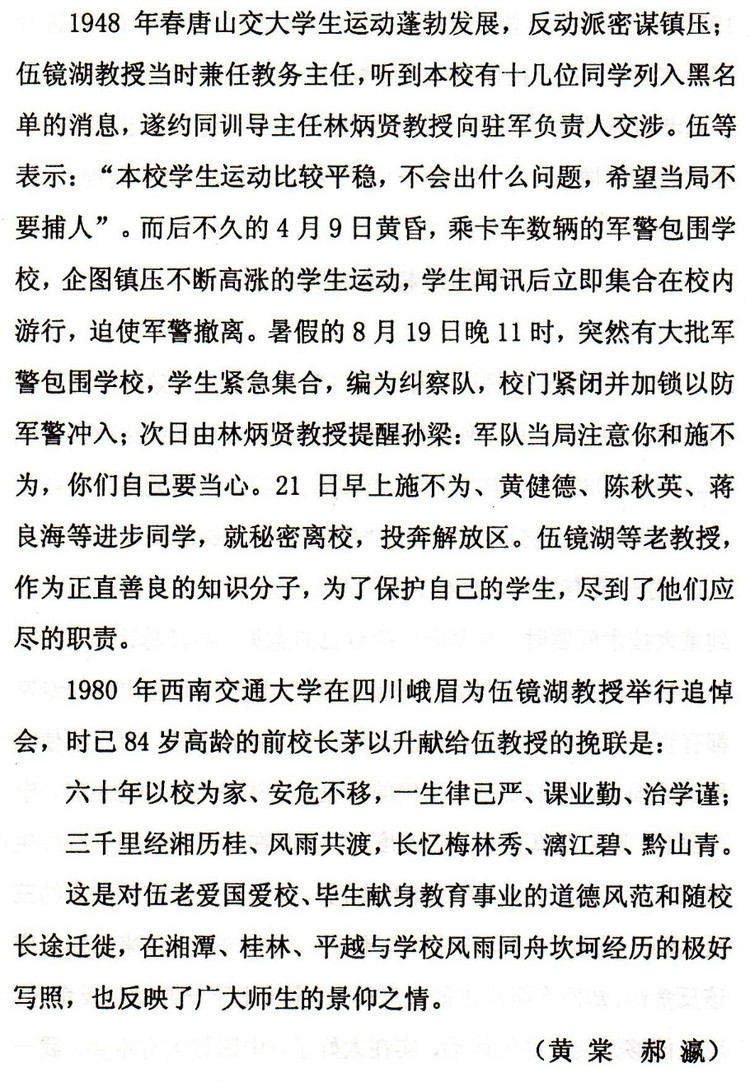 1948 年春唐山交大学生运动蓬勃发展，反动派密谋镇压；
伍镜湖教授当时兼任教务主任，听到本校有十几位同学列入黑名
单的消息，遂约同训导主任林炳贤教授向驻军负责人交涉。伍等
表示：“本校学生运动比较平稳，不会出什么问题，希望当局不
要捕人”。而后不久的 4 月 9 日黄昏，乘卡车数辆的军警包围学
校，企图镇压不断高涨的学生运动，学生闻讯后立即集合在校内
游行，迫使军警撤离。暑假的 8 月 19 日晚 11 时，突然有大批军
警包围学校，学生紧急集合，编为纠察队，校门紧闭并加锁以防
军警冲入；次日由林炳贤教授提醒孙梁：军队当局注意你和施不
为，你们自己要当心。21 日早上施不为、黄健德、陈秋英、蒋
良海等进步同学，就秘密离校，投奔解放区。伍镜湖等老教授，
作为正直善良的知识分子，为了保护自己的学生，尽到了他们应
尽的职责。
1980 年西南交通大学在四川峨眉为伍镜湖教授举行追悼
会，时已 84 岁高龄的前校长茅以升献给伍教授的挽联是：
六十年以校为家、安危不移，一生律已严、课业勤、治学谨；
三千里经湘历桂、风雨共渡，长忆梅林秀、漓江碧、黔山青。
这是对伍老爱国爱校、毕生献身教育事业的道德风范和随校
长途迁徙，在湘潭、桂林、平越与学校风雨同舟坎坷经历的极好
写照，也反映了广大师生的景仰之情。
（黄棠 郝瀛）